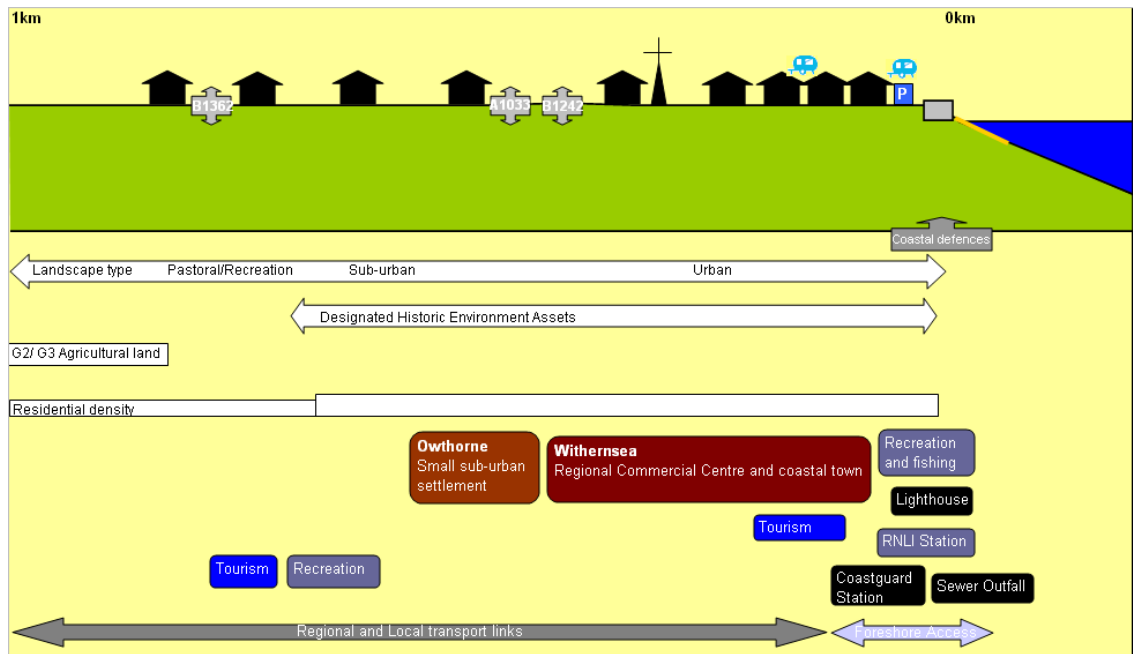 1km
0km
P
B1362
A1033
B1242
Coastal defences
Landscape type
Pastoral/Recreation
Sub-urban
Urban
Designated Historic Environment Assets
G2/ G3 Agricultural land
Residential density
Owthorne
Small sub-urban
settlement
Withernsea
Regional Commercial Centre and coastal town
Recreation
and fishing
Lighthouse
Tourism
RNLI Station
Tourism
Recreation
Coastguard
Station
Sewer Outfall
Regional and Local transport links
Foreshore Access